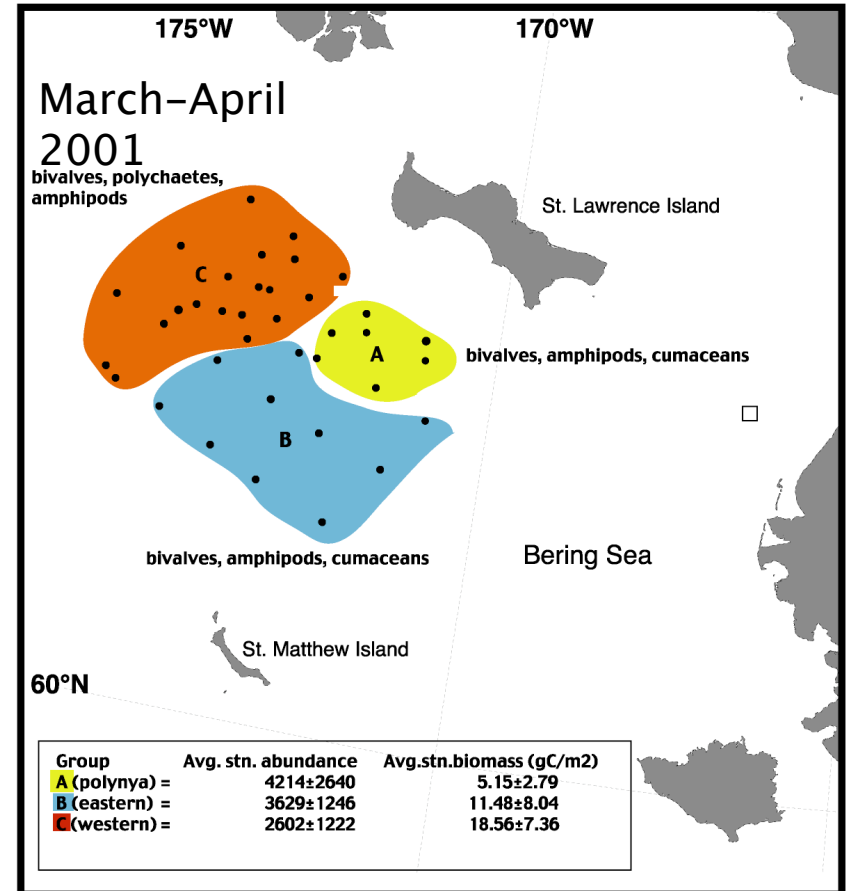 175°W 170°W
March–April
2001
bivalves, polychaetes,
amphipods
St. Lawrence Island
C
A
bivalves, amphipods, cumaceans
B
Bering Sea
bivalves, amphipods, cumaceans
St. Matthew Island
60°N
Group Avg. stn. abundance Avg.stn.biomass (gC/m2)
A (polynya) = 4214±2640 5.15±2.79
B (eastern) = 3629±1246 11.48±8.04
C (western) = 2602±1222 18.56±7.36